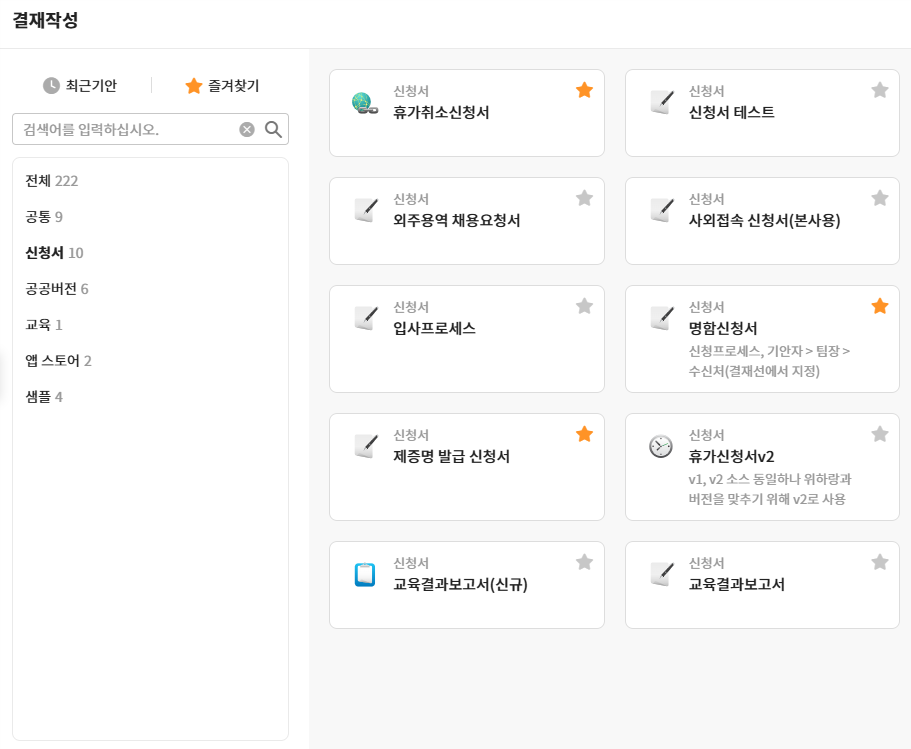 결재작성
최근기안
즐겨찾기
검색어를 입력하십시오.
전체 222
공통 9
신청서 10
공공버전 6
교육 1
앱 스토어 2
샘플 4
신청서
휴가취소신청서
신청서
신청서 테스트
신청서
외주용역 채용요청서
신청서
사외접속 신청서(본사용)
신청서
입사프로세스
신청서
명함신청서
신청프로세스, 기안자 > 팀장 >
수신처(결재선에서 지정)
신청서
제증명 발급 신청서
신청서
휴가신청서v2
v1, v2 소스 동일하나 위하랑과
버전을 맞추기 위해 v2로 사용
신청서
교육결과보고서(신규)
신청서
교육결과보고서